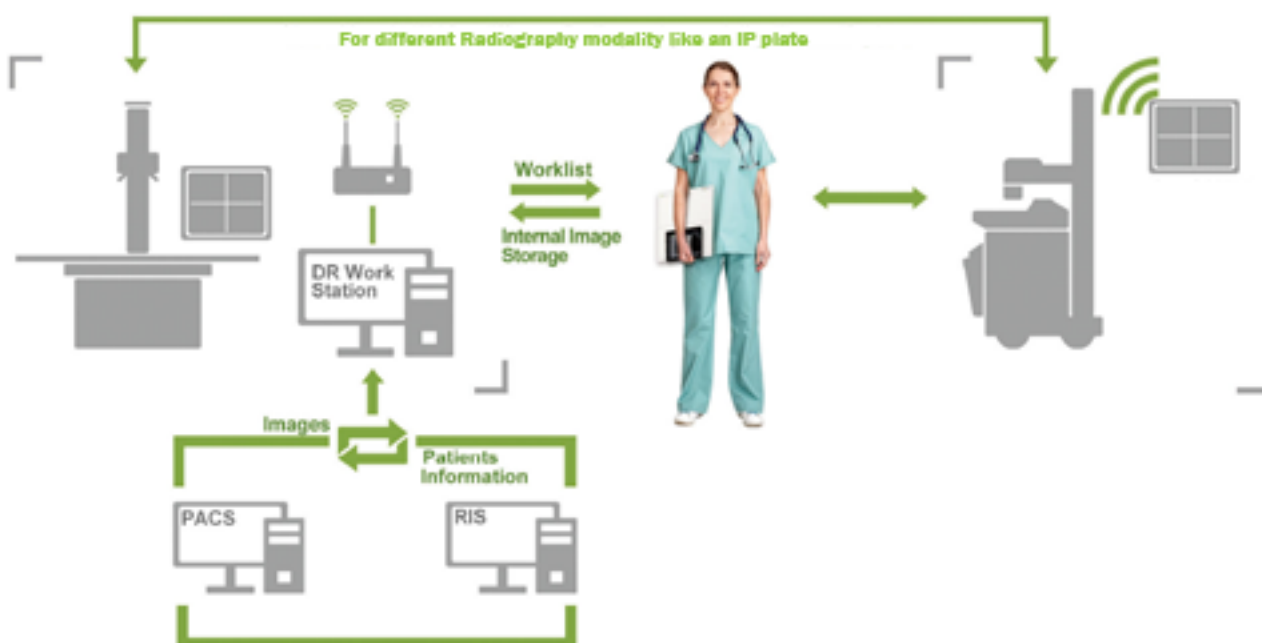 For different Radiography modality like an IP plate
Worklist
Internal Image
Storage
DR Work
Station
Images
Patients
Information
PACS
RIS